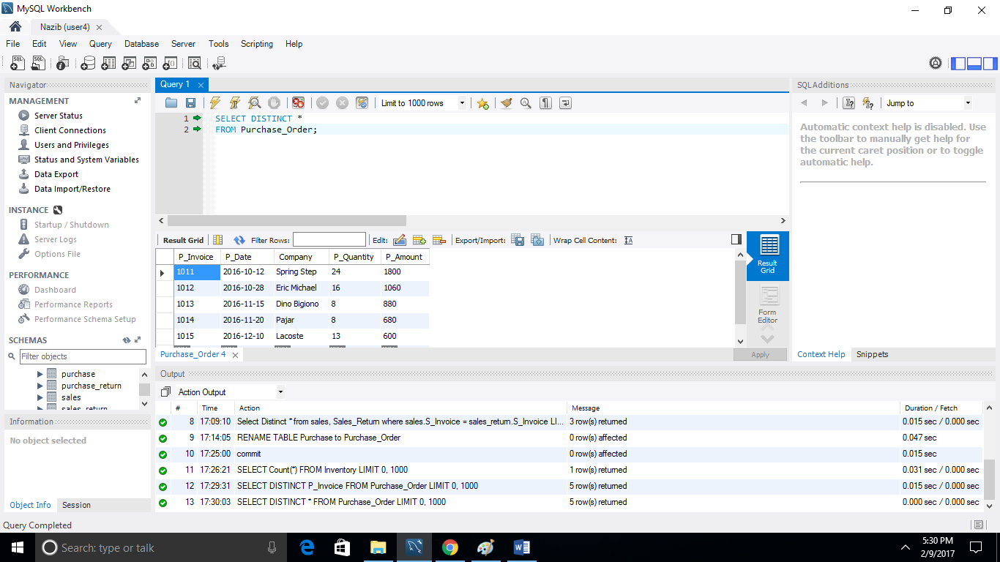 MySQL Workbench
Nazib (user4)
File Edit View Query Database Server Tools Scripting Help
Navigator
MANAGEMENT
Server Status
Client Connections
Users and Privileges
Status and System Variables
Data Export
Data Import/Restore
INSTANCE
Startup / Shutdown
Server Logs
Options File
PERFORMANCE
Dashboard
Performance Reports
Performance Schema Setup
SCHEMAS
Filter objects
purchase
purchase_return
sales
sales_return
Information
No object selected
Object Info Session
Query Completed
Query 1
Limit to 1000 rows
1 SELECT DISTINCT *
2 FROM Purchase_Order;
Result Grid Filter Rows: Edit: Export/Import: Wrap Cell Content:
P_Invoice P_Date Company P_Quantity P_Amount
1011 2016-10-12 Spring Step 24 1800
1012 2016-10-28 Eric Michael 16 1060
1013 2016-11-15 Dino Bigiono 8 880
1014 2016-11-20 Pajar 8 680
1015 2016-12-10 Lacoste 13 600
Result
Grid
Form
Editor
Purchase_Order 4
Apply
SQLAdditions
Jump to
Automatic context help is disabled. Use
the toolbar to manually get help for
the current caret position or to toggle
automatic help.
Context Help Snippets
Output
Action Output
# Time Action Message Duration / Fetch
8 17:09:10 Select Distinct * from sales, Sales_Return where sales.S_Invoice = sales_return.S_Invoice LI... 3 row(s) returned 0.015 sec / 0.000 sec
9 17:14:05 RENAME TABLE Purchase to Purchase_Order 0 row(s) affected 0.047 sec
10 17:25:00 commit 0 row(s) affected 0.015 sec
11 17:26:21 SELECT Count(*) FROM Inventory LIMIT 0, 1000 1 row(s) returned 0.031 sec / 0.000 sec
12 17:29:31 SELECT DISTINCT P_Invoice FROM Purchase_Order LIMIT 0, 1000 5 row(s) returned 0.015 sec / 0.000 sec
13 17:30:03 SELECT DISTINCT * FROM Purchase_Order LIMIT 0, 1000 5 row(s) returned 0.000 sec / 0.000 sec
Search: type or talk
5:30 PM
2/9/2017